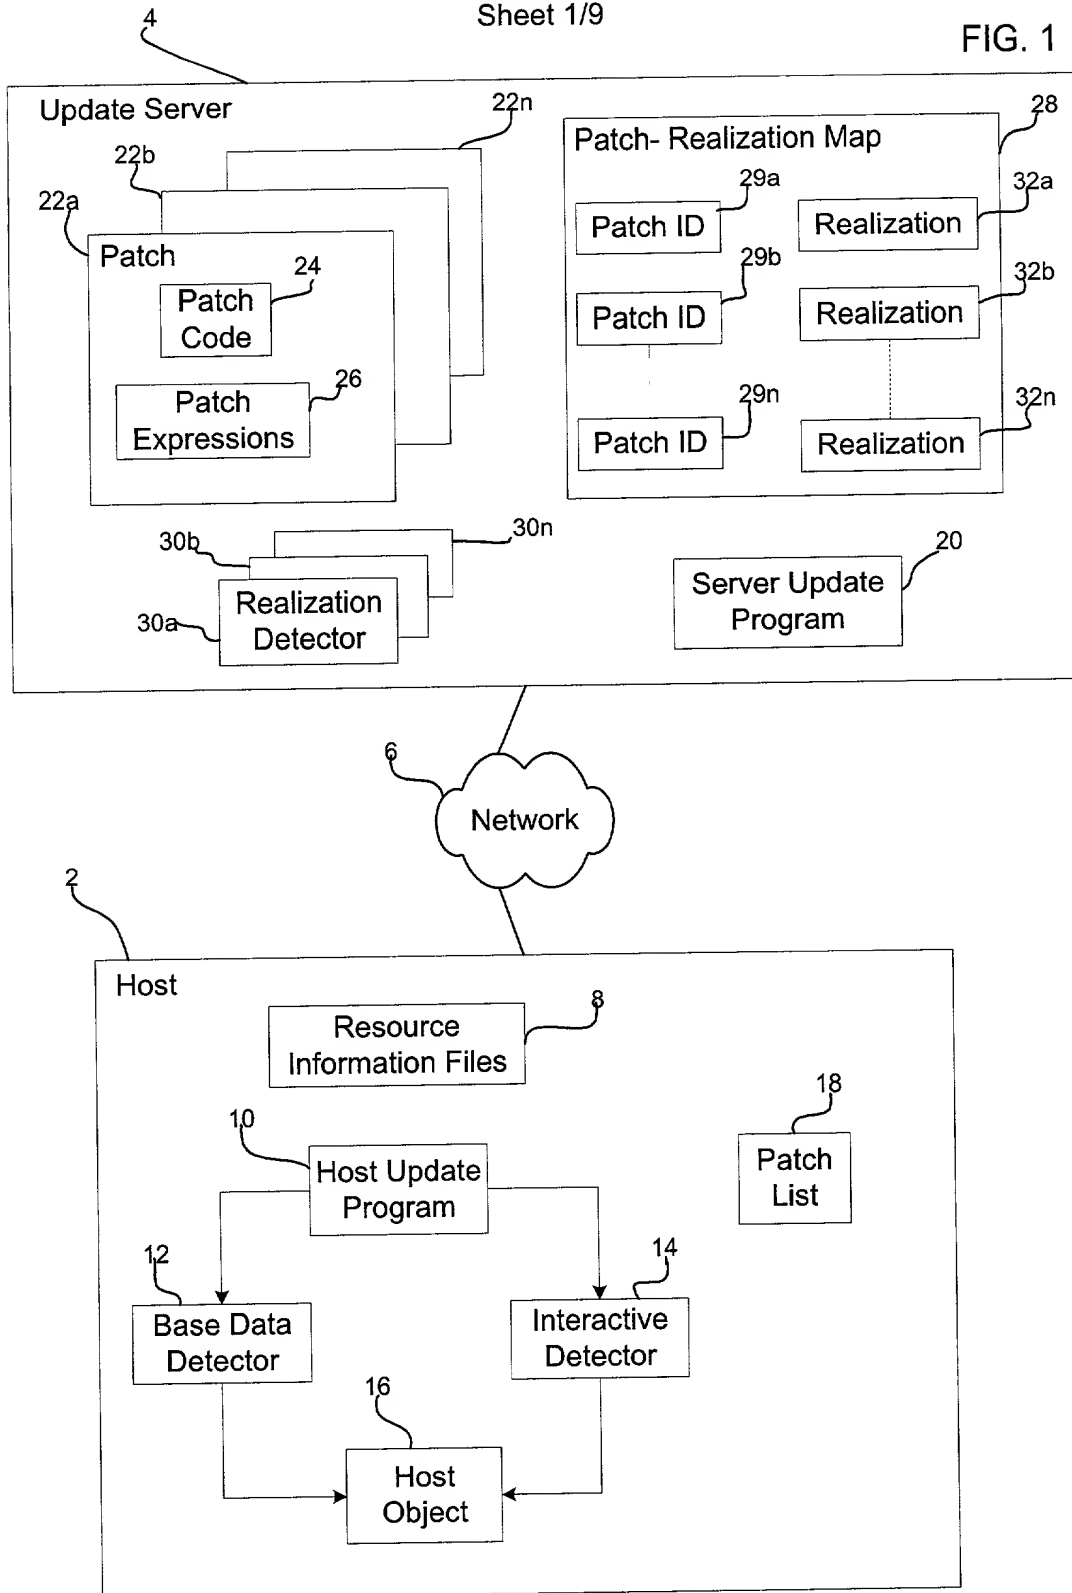 Sheet 1/9
FIG. 1
4
Update Server
22n
22b
22a
Patch
24
Patch
Code
26
Patch
Expressions
28
Patch- Realization Map
29a
32a
Patch ID
Realization
29b
32b
Patch ID
Realization
29n
32n
Patch ID
Realization
30n
30b
30a
Realization
Detector
20
Server Update
Program
6
Network
2
Host
8
Resource
Information Files
18
Patch
List
10
Host Update
Program
12
Base Data
Detector
14
Interactive
Detector
16
Host
Object